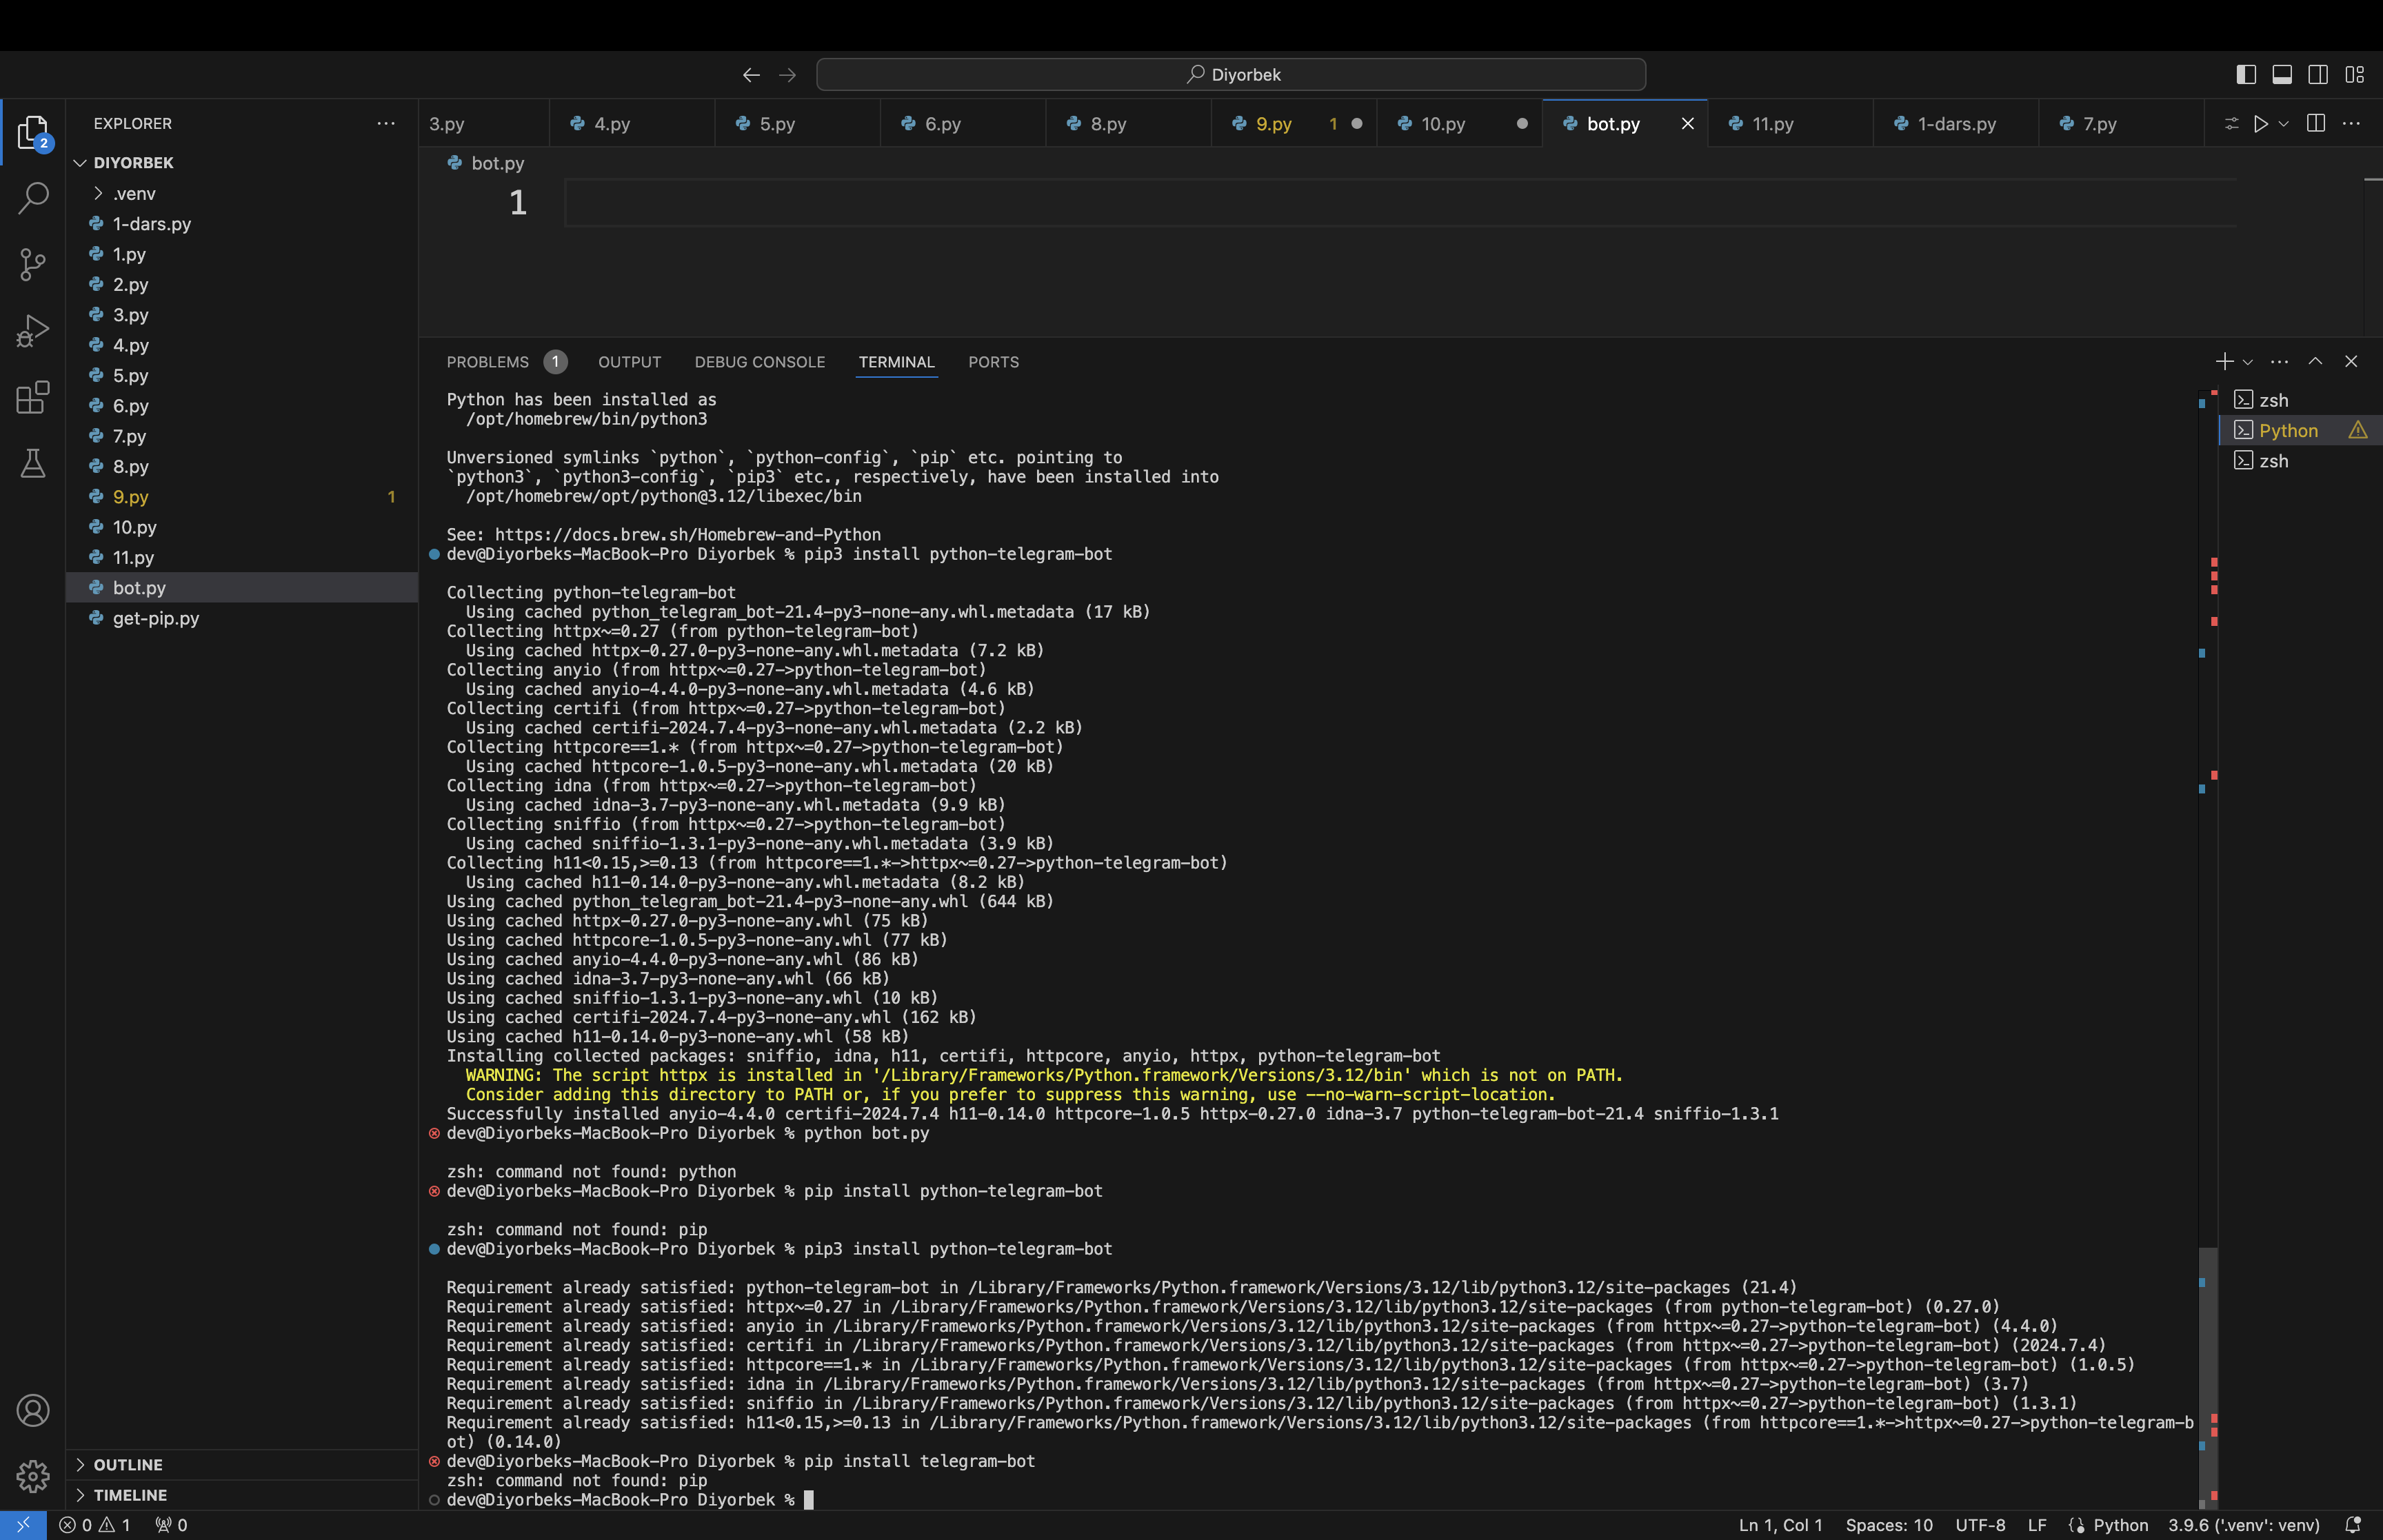 Diyorbek
EXPLORER
3.py
4.py
5.py
6.py
8.py
9.py 1
10.py
bot.py
11.py
1-dars.py
7.py
2
DIYORBEK
.venv
1-dars.py
1.py
2.py
3.py
4.py
5.py
6.py
7.py
8.py
9.py 1
10.py
11.py
bot.py
get-pip.py
OUTLINE
TIMELINE
bot.py
1
PROBLEMS 1 OUTPUT DEBUG CONSOLE TERMINAL PORTS
Python has been installed as
/opt/homebrew/bin/python3
Unversioned symlinks `python`, `python-config`, `pip` etc. pointing to
`python3`, `python3-config`, `pip3` etc., respectively, have been installed into
/opt/homebrew/opt/python@3.12/libexec/bin
See: https://docs.brew.sh/Homebrew-and-Python
dev@Diyorbeks-MacBook-Pro Diyorbek % pip3 install python-telegram-bot
Collecting python-telegram-bot
Using cached python_telegram_bot-21.4-py3-none-any.whl.metadata (17 kB)
Collecting httpx~=0.27 (from python-telegram-bot)
Using cached httpx-0.27.0-py3-none-any.whl.metadata (7.2 kB)
Collecting anyio (from httpx~=0.27->python-telegram-bot)
Using cached anyio-4.4.0-py3-none-any.whl.metadata (4.6 kB)
Collecting certifi (from httpx~=0.27->python-telegram-bot)
Using cached certifi-2024.7.4-py3-none-any.whl.metadata (2.2 kB)
Collecting httpcore==1.* (from httpx~=0.27->python-telegram-bot)
Using cached httpcore-1.0.5-py3-none-any.whl.metadata (20 kB)
Collecting idna (from httpx~=0.27->python-telegram-bot)
Using cached idna-3.7-py3-none-any.whl.metadata (9.9 kB)
Collecting sniffio (from httpx~=0.27->python-telegram-bot)
Using cached sniffio-1.3.1-py3-none-any.whl.metadata (3.9 kB)
Collecting h11<0.15,>=0.13 (from httpcore==1.*->httpx~=0.27->python-telegram-bot)
Using cached h11-0.14.0-py3-none-any.whl.metadata (8.2 kB)
Using cached python_telegram_bot-21.4-py3-none-any.whl (644 kB)
Using cached httpx-0.27.0-py3-none-any.whl (75 kB)
Using cached httpcore-1.0.5-py3-none-any.whl (77 kB)
Using cached anyio-4.4.0-py3-none-any.whl (86 kB)
Using cached idna-3.7-py3-none-any.whl (66 kB)
Using cached sniffio-1.3.1-py3-none-any.whl (10 kB)
Using cached certifi-2024.7.4-py3-none-any.whl (162 kB)
Using cached h11-0.14.0-py3-none-any.whl (58 kB)
Installing collected packages: sniffio, idna, h11, certifi, httpcore, anyio, httpx, python-telegram-bot
WARNING: The script httpx is installed in '/Library/Frameworks/Python.framework/Versions/3.12/bin' which is not on PATH.
Consider adding this directory to PATH or, if you prefer to suppress this warning, use --no-warn-script-location.
Successfully installed anyio-4.4.0 certifi-2024.7.4 h11-0.14.0 httpcore-1.0.5 httpx-0.27.0 idna-3.7 python-telegram-bot-21.4 sniffio-1.3.1
dev@Diyorbeks-MacBook-Pro Diyorbek % python bot.py
zsh: command not found: python
dev@Diyorbeks-MacBook-Pro Diyorbek % pip install python-telegram-bot
zsh: command not found: pip
dev@Diyorbeks-MacBook-Pro Diyorbek % pip3 install python-telegram-bot
Requirement already satisfied: python-telegram-bot in /Library/Frameworks/Python.framework/Versions/3.12/lib/python3.12/site-packages (21.4)
Requirement already satisfied: httpx~=0.27 in /Library/Frameworks/Python.framework/Versions/3.12/lib/python3.12/site-packages (from python-telegram-bot) (0.27.0)
Requirement already satisfied: anyio in /Library/Frameworks/Python.framework/Versions/3.12/lib/python3.12/site-packages (from httpx~=0.27->python-telegram-bot) (4.4.0)
Requirement already satisfied: certifi in /Library/Frameworks/Python.framework/Versions/3.12/lib/python3.12/site-packages (from httpx~=0.27->python-telegram-bot) (2024.7.4)
Requirement already satisfied: httpcore==1.* in /Library/Frameworks/Python.framework/Versions/3.12/lib/python3.12/site-packages (from httpx~=0.27->python-telegram-bot) (1.0.5)
Requirement already satisfied: idna in /Library/Frameworks/Python.framework/Versions/3.12/lib/python3.12/site-packages (from httpx~=0.27->python-telegram-bot) (3.7)
Requirement already satisfied: sniffio in /Library/Frameworks/Python.framework/Versions/3.12/lib/python3.12/site-packages (from httpx~=0.27->python-telegram-bot) (1.3.1)
Requirement already satisfied: h11<0.15,>=0.13 in /Library/Frameworks/Python.framework/Versions/3.12/lib/python3.12/site-packages (from httpcore==1.*->httpx~=0.27->python-telegram-b
ot) (0.14.0)
dev@Diyorbeks-MacBook-Pro Diyorbek % pip install telegram-bot
zsh: command not found: pip
dev@Diyorbeks-MacBook-Pro Diyorbek %
zsh
Python
zsh
0 1 0
Ln 1, Col 1 Spaces: 10 UTF-8 LF Python 3.9.6 ('.venv': venv)